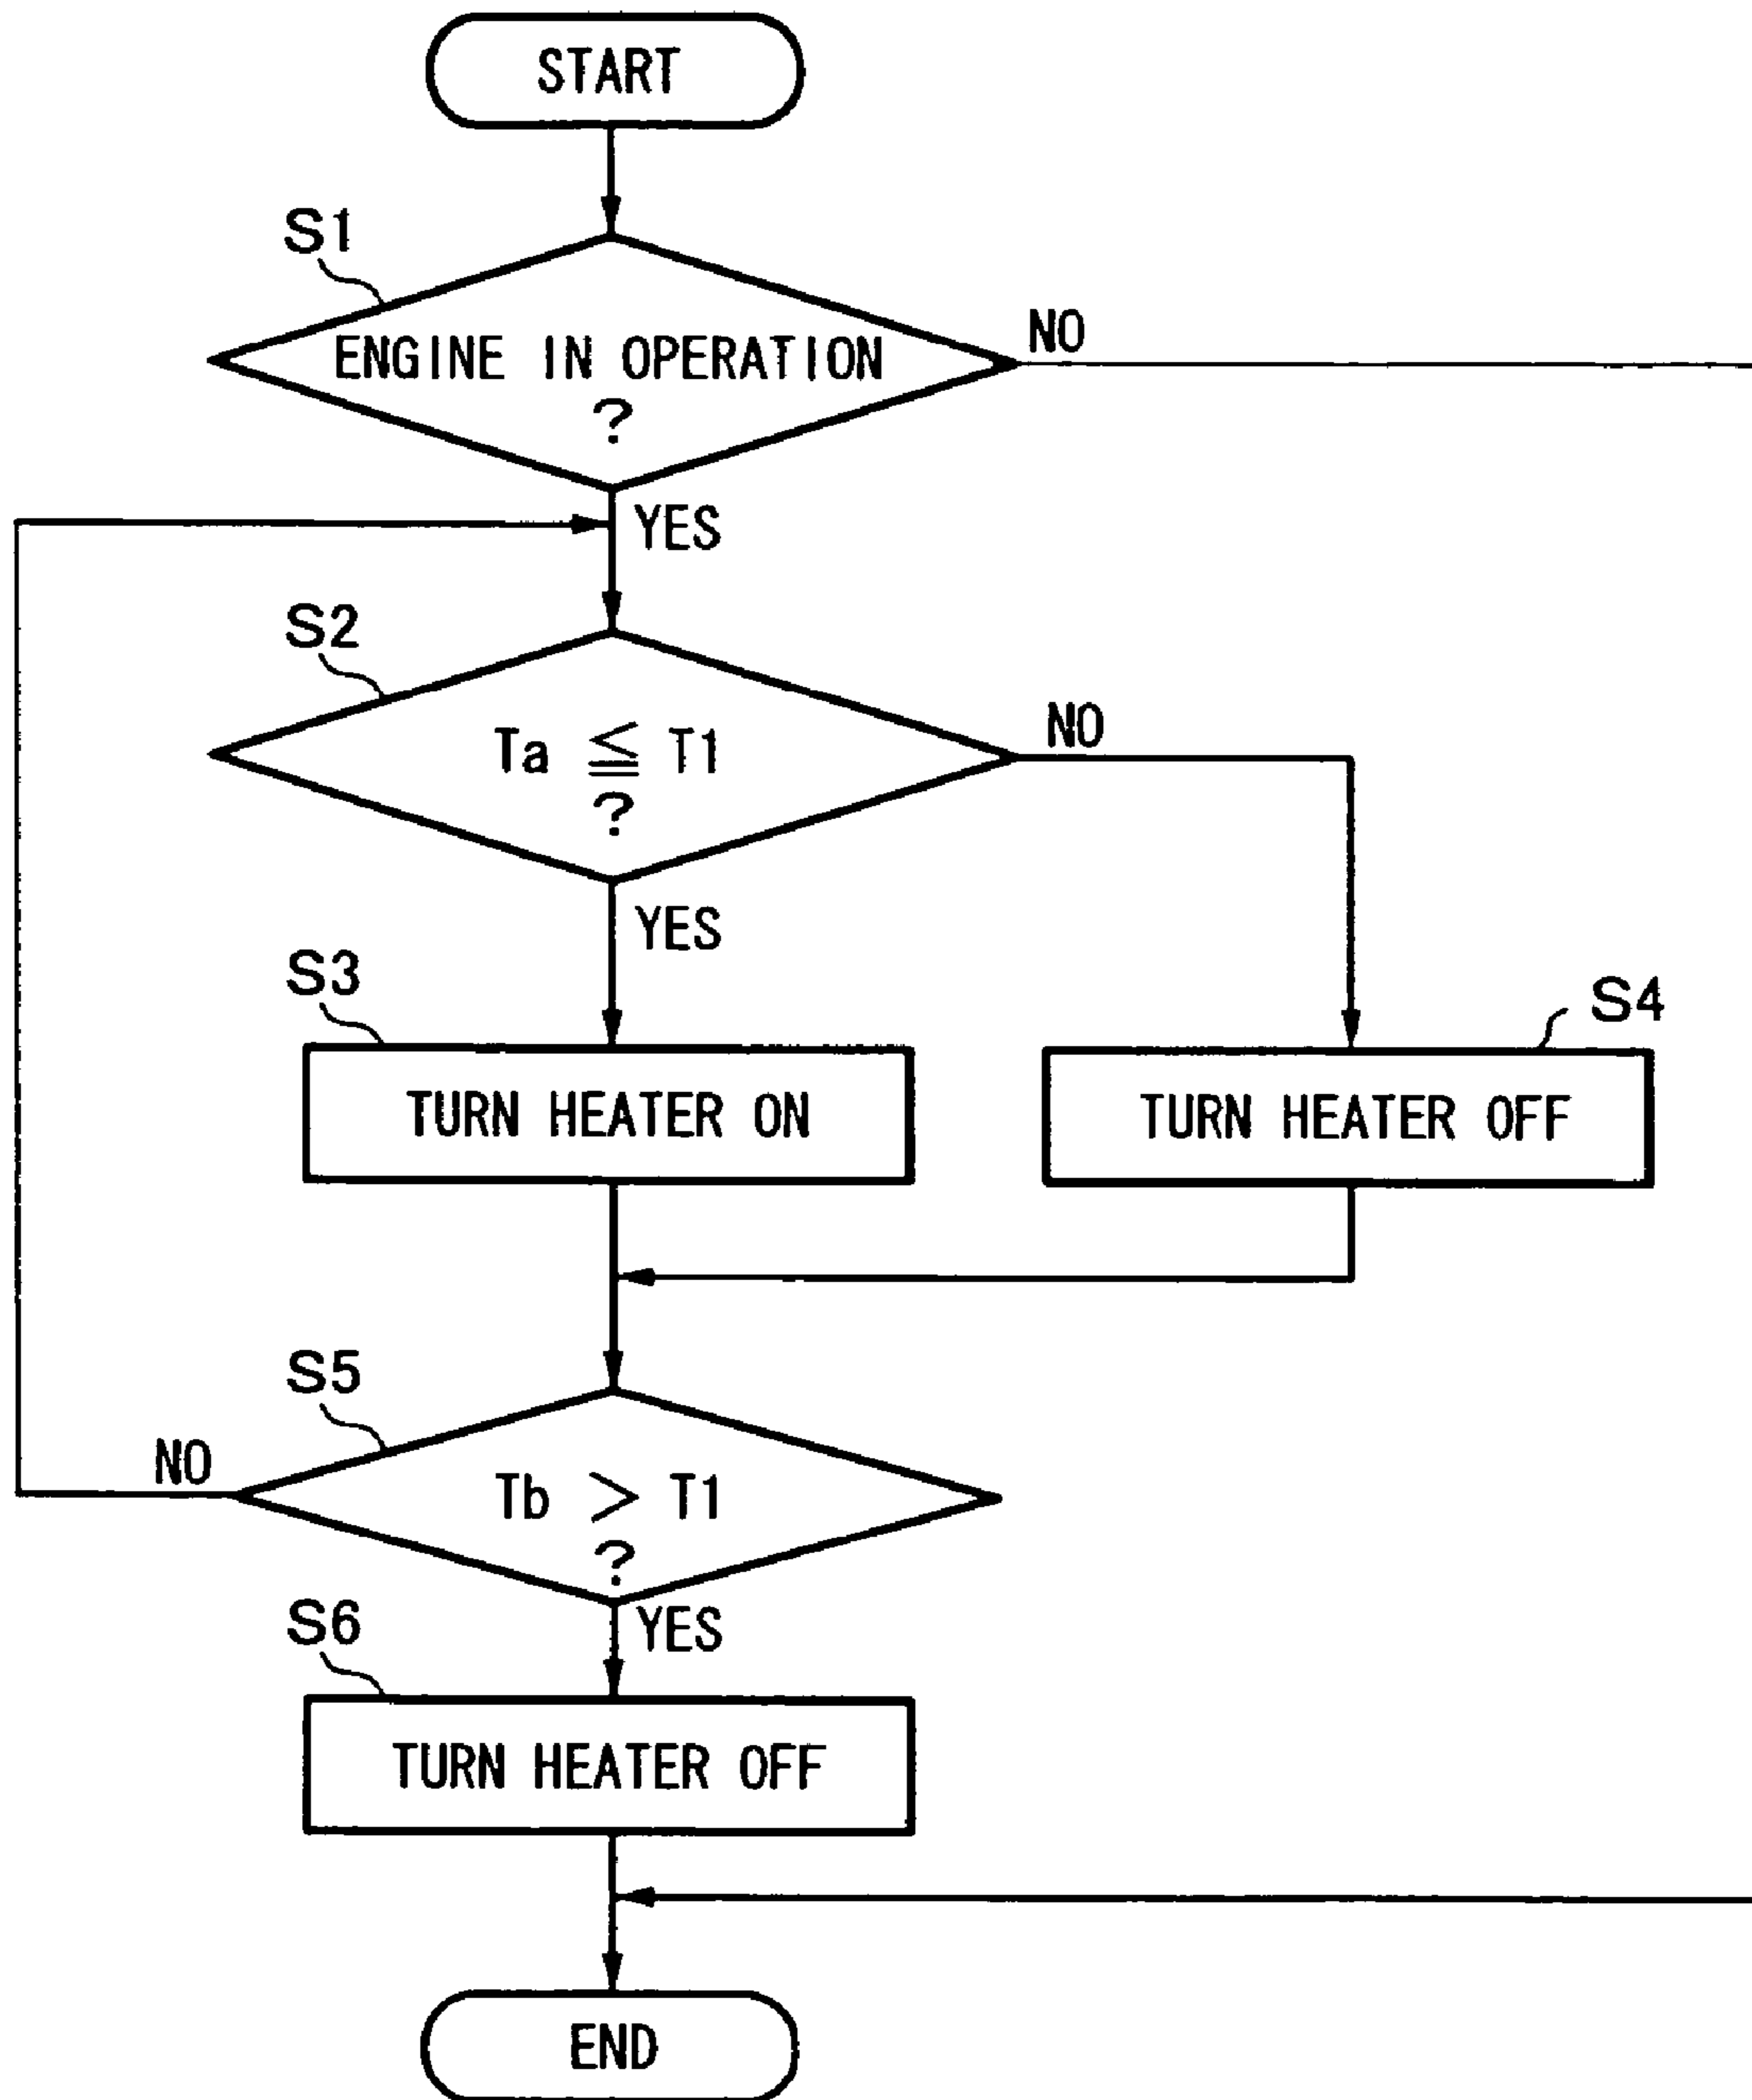 START
S1
ENGINE IN OPERATION
?
NO
YES
S2
Ta ≦ T1
?
NO
YES
S3
S4
TURN HEATER ON
TURN HEATER OFF
S5
NO
Tb > T1
?
YES
S6
TURN HEATER OFF
END